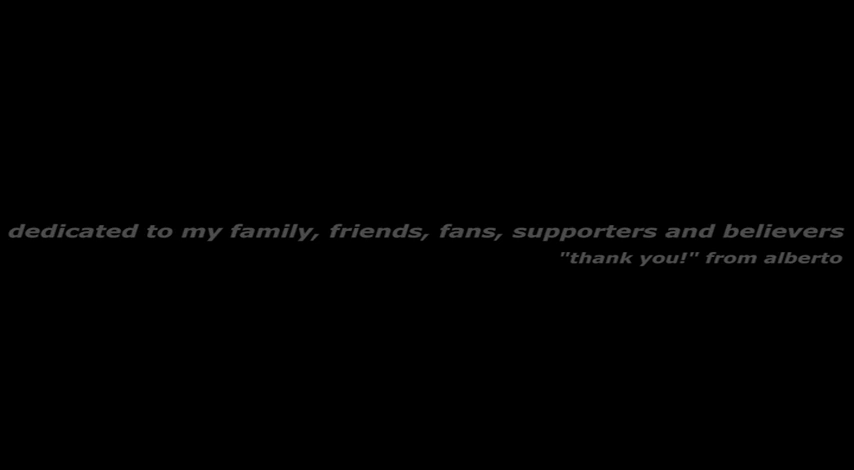 dedicated to my family, friends, fans, supporters and believers
"thank you!" from alberto